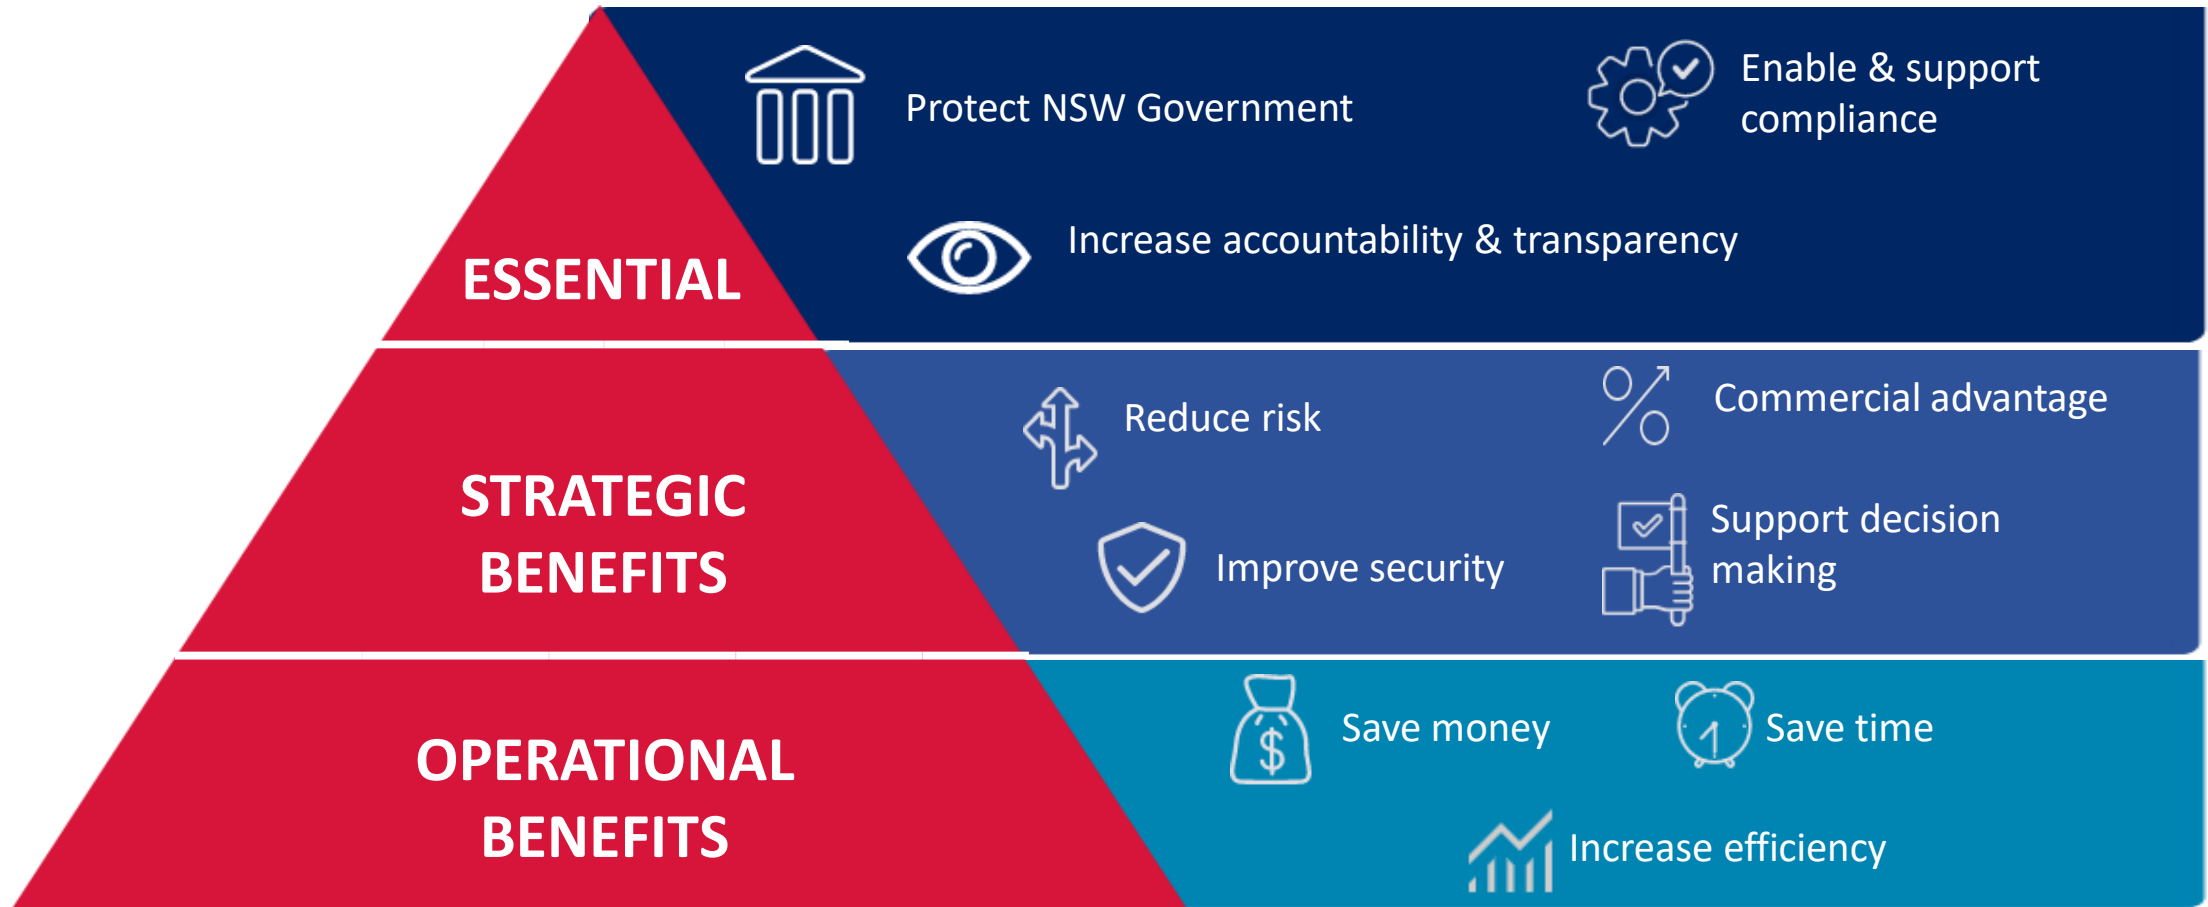 Protect NSW Government
Enable & support
compliance
Increase accountability & transparency
ESSENTIAL
Reduce risk
Commercial advantage
STRATEGIC
BENEFITS
Improve security
Support decision
making
OPERATIONAL
BENEFITS
$
Save money
Save time
Increase efficiency